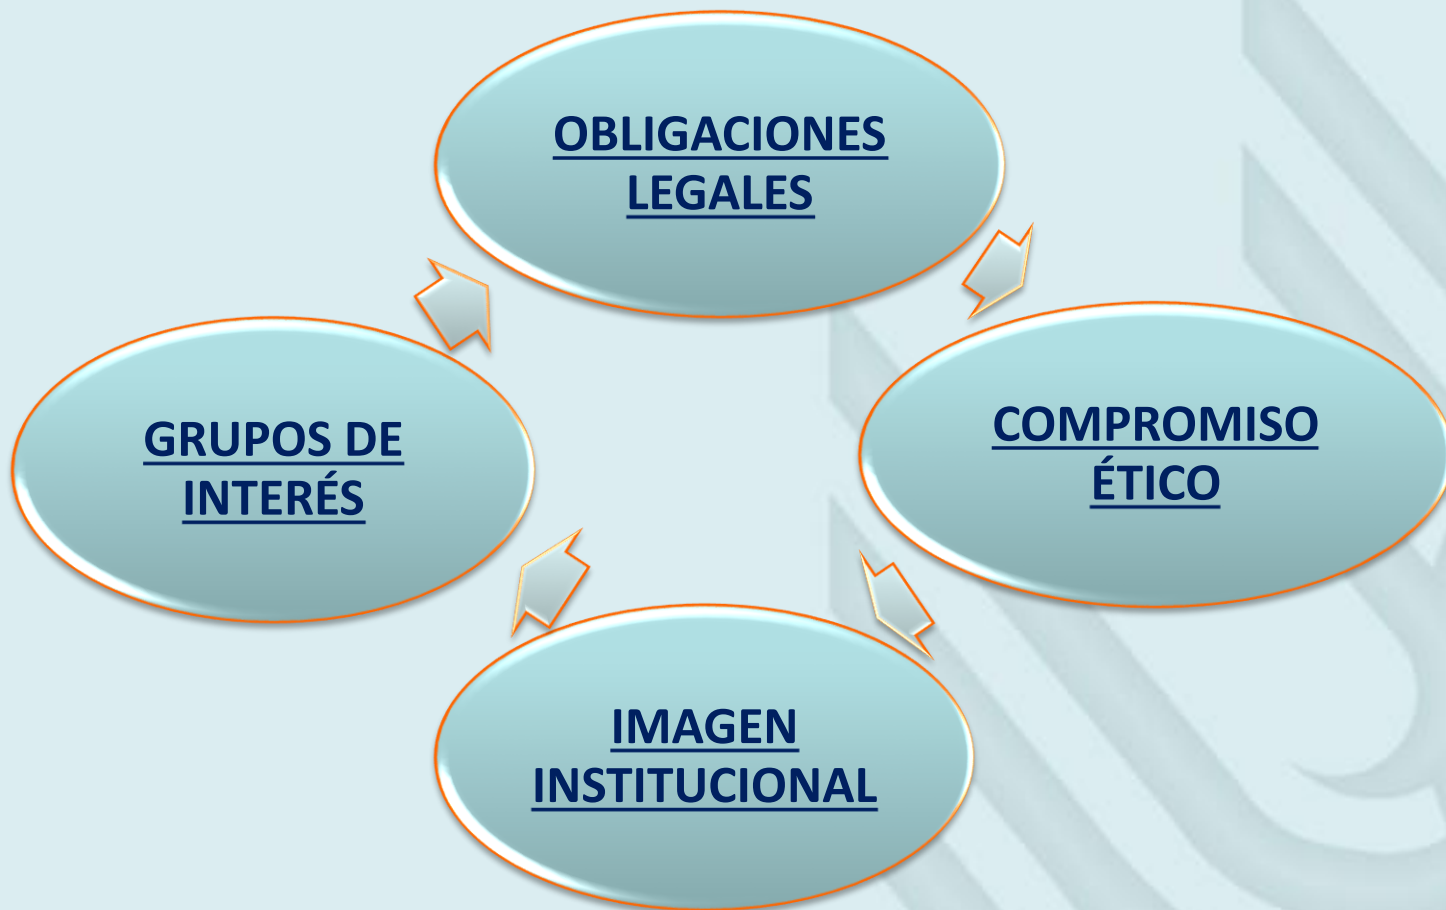 OBLIGACIONES
LEGALES
GRUPOS DE
INTERÉS
COMPROMISO
ÉTICO
IMAGEN
INSTITUCIONAL